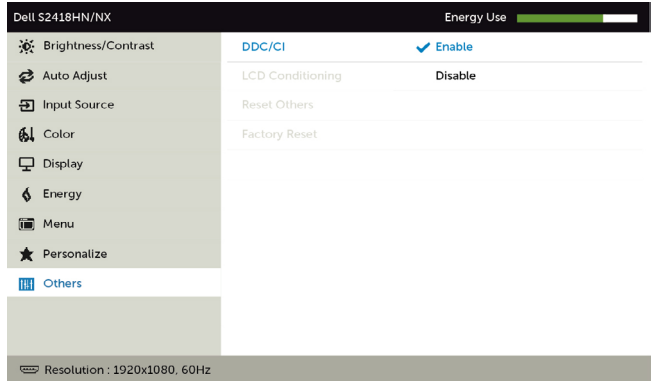 Dell S2418HN/NX Energy Use
Brightness/Contrast DDC/CI Enable
Auto Adjust LCD Conditioning Disable
Input Source Reset Others
Color Factory Reset
Display
Energy
Menu
Personalize
Others
Resolution : 1920x1080, 60Hz